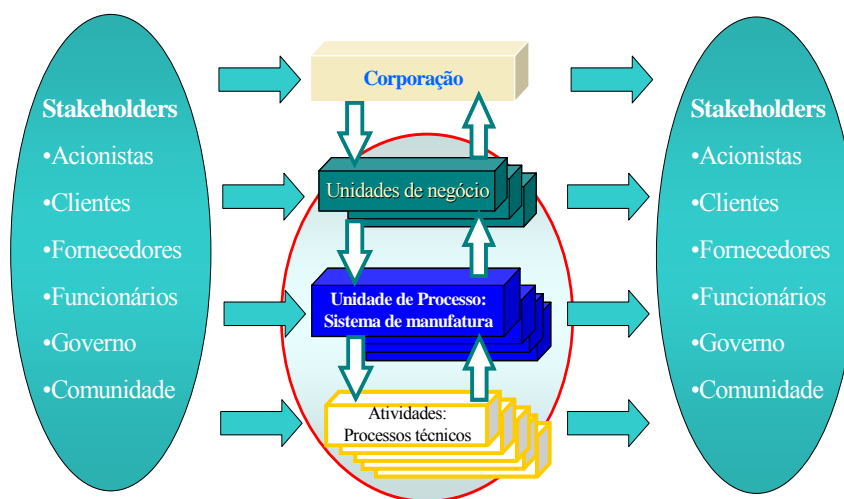 Stakeholders
•Acionistas
•Clientes
•Fornecedores
•Funcionários
•Governo
•Comunidade
Corporação
Unidades de negócio
Unidade de Processo:
Sistema de manufatura
Atividades:
Processos técnicos
Stakeholders
•Acionistas
•Clientes
•Fornecedores
•Funcionários
•Governo
•Comunidade